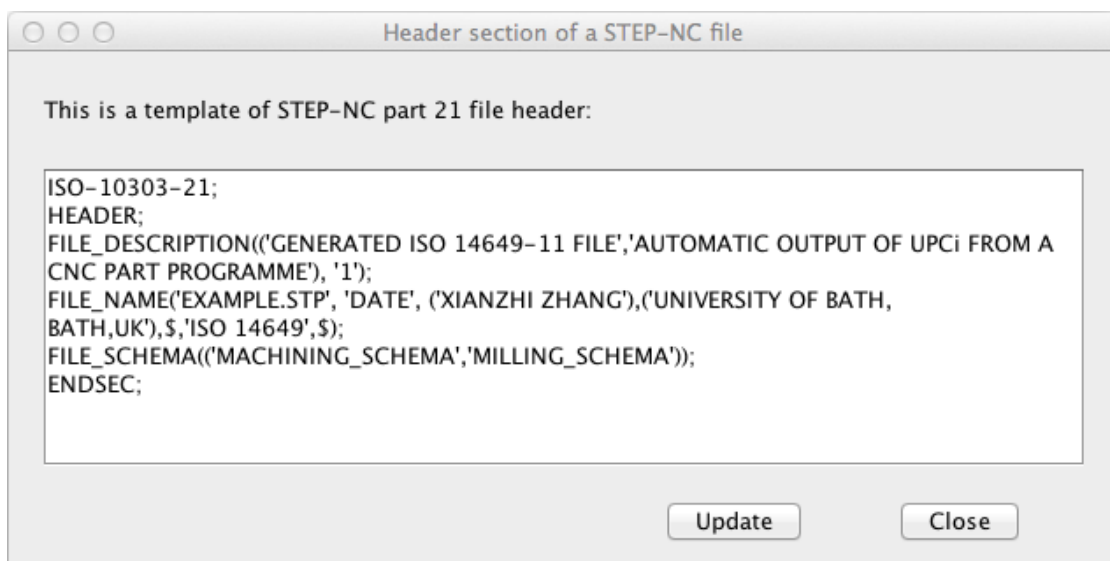 Header section of a STEP-NC file
This is a template of STEP-NC part 21 file header:
ISO-10303-21;
HEADER;
FILE_DESCRIPTION(('GENERATED ISO 14649-11 FILE','AUTOMATIC OUTPUT OF UPCi FROM A
CNC PART PROGRAMME'), '1');
FILE_NAME('EXAMPLE.STP', 'DATE', ('XIANZHI ZHANG'),('UNIVERSITY OF BATH,
BATH,UK'),$,'ISO 14649',$);
FILE_SCHEMA(('MACHINING_SCHEMA','MILLING_SCHEMA'));
ENDSEC;
Update Close